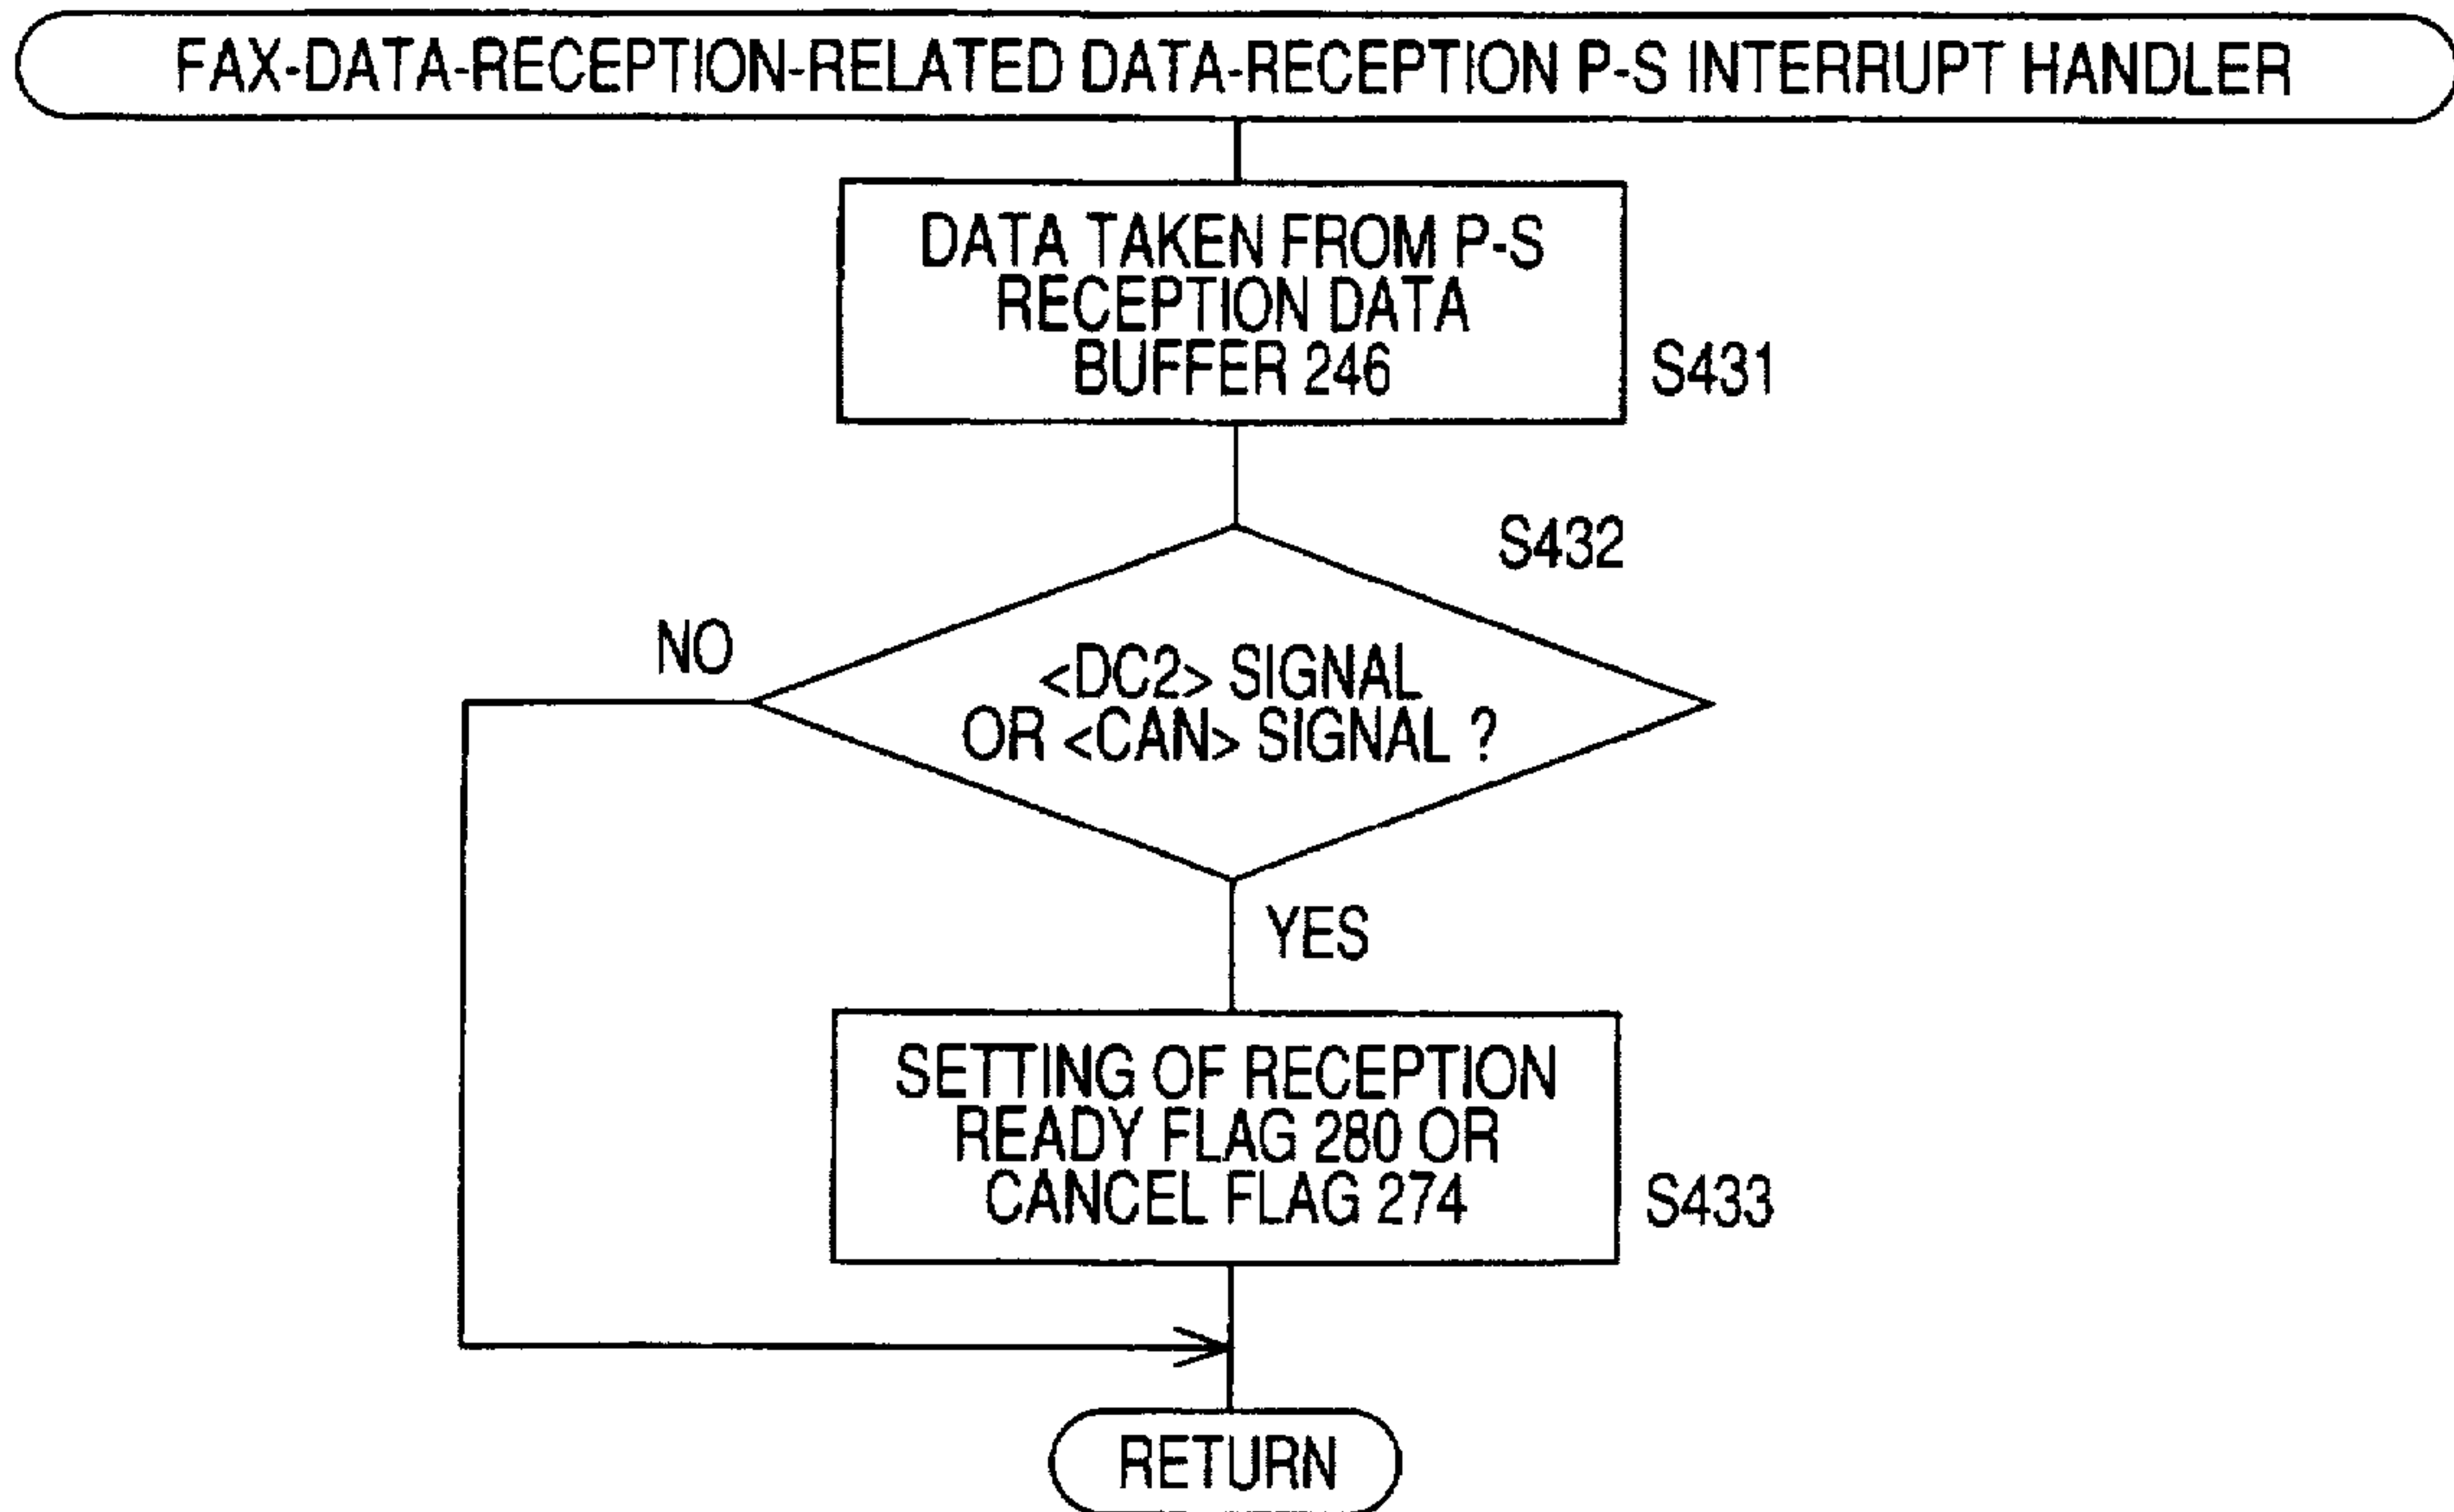 FAX-DATA-RECEPTION-RELATED DATA-RECEPTION P-S INTERRUPT HANDLER
DATA TAKEN FROM P-S
RECEPTION DATA
BUFFER 246
S431
S432
NO
<DC2> SIGNAL
OR <CAN> SIGNAL ?
YES
SETTING OF RECEPTION
READY FLAG 280 OR
CANCEL FLAG 274
S433
RETURN